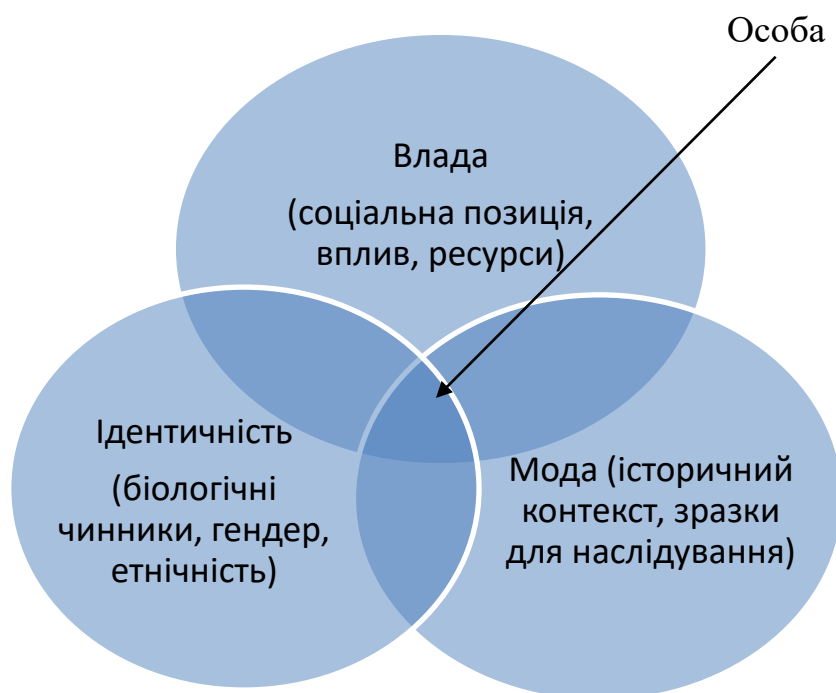 Особа
Влада
(соціальна позиція,
вплив, ресурси)
Ідентичність
(біологічні
чинники, гендер,
етнічність)
Мода (історичний
контекст, зразки
для наслідування)